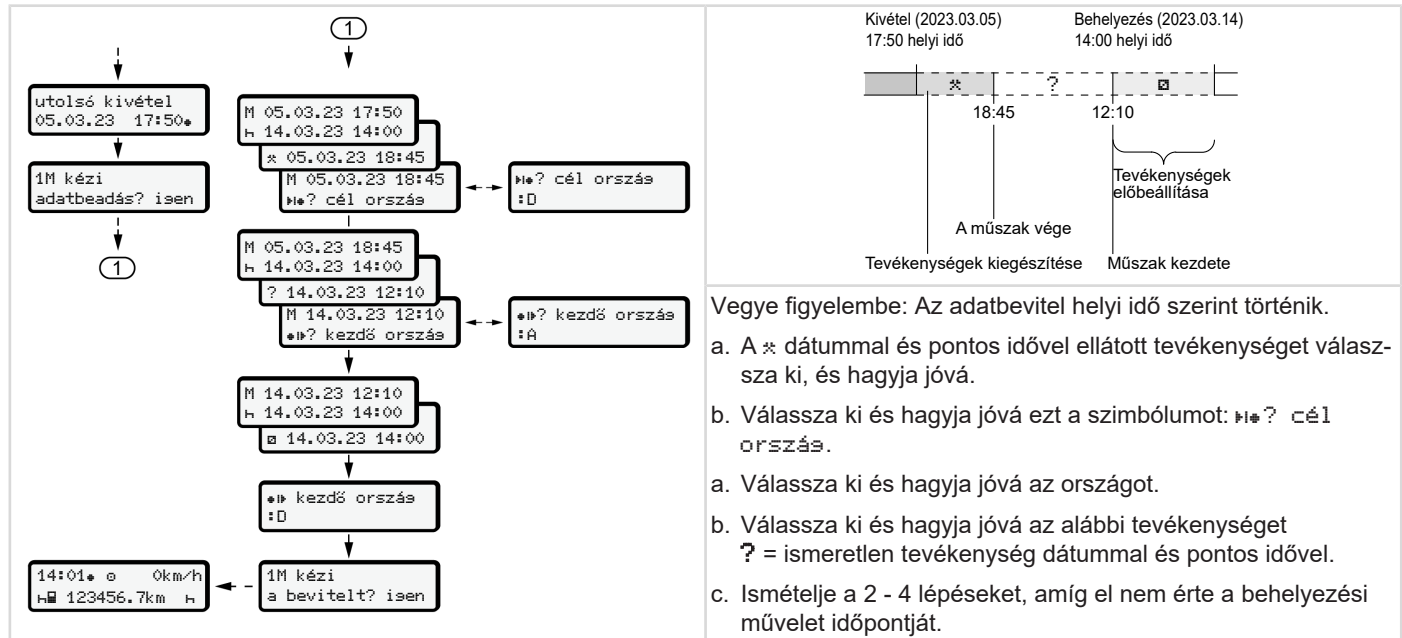 utolsó kivétel
05.03.23 17:50●
1M kézi
adatbeadás? igen
1
1
M 05.03.23 17:50
h 14.03.23 14:00
⚒ 05.03.23 18:45
M 05.03.23 18:45
▶I●? cél ország
▶I●? cél ország
:D
M 05.03.23 18:45
h 14.03.23 14:00
? 14.03.23 12:10
M 14.03.23 12:10
●I▶? kezdő ország
●I▶? kezdő ország
:A
M 14.03.23 12:10
h 14.03.23 14:00
⧄ 14.03.23 14:00
●I▶ kezdő ország
:D
1M kézi
a bevitelt? igen
14:01● ⊙ 0km/h
h 123456.7km h
Kivétel (2023.03.05)
17:50 helyi idő
Behelyezés (2023.03.14)
14:00 helyi idő
⚒ ? ⧄
18:45
12:10
Tevékenységek
előbeállítása
A műszak vége
Tevékenységek kiegészítése
Műszak kezdete
Vegye figyelembe: Az adatbevitel helyi idő szerint történik.
a. A ⚒ dátummal és pontos idővel ellátott tevékenységet válasz-
sza ki, és hagyja jóvá.
b. Válassza ki és hagyja jóvá ezt a szimbólumot: ▶I●? cél
ország.
a. Válassza ki és hagyja jóvá az országot.
b. Válassza ki és hagyja jóvá az alábbi tevékenységet
? = ismeretlen tevékenység dátummal és pontos idővel.
c. Ismételje a 2 - 4 lépéseket, amíg el nem érte a behelyezési
művelet időpontját.